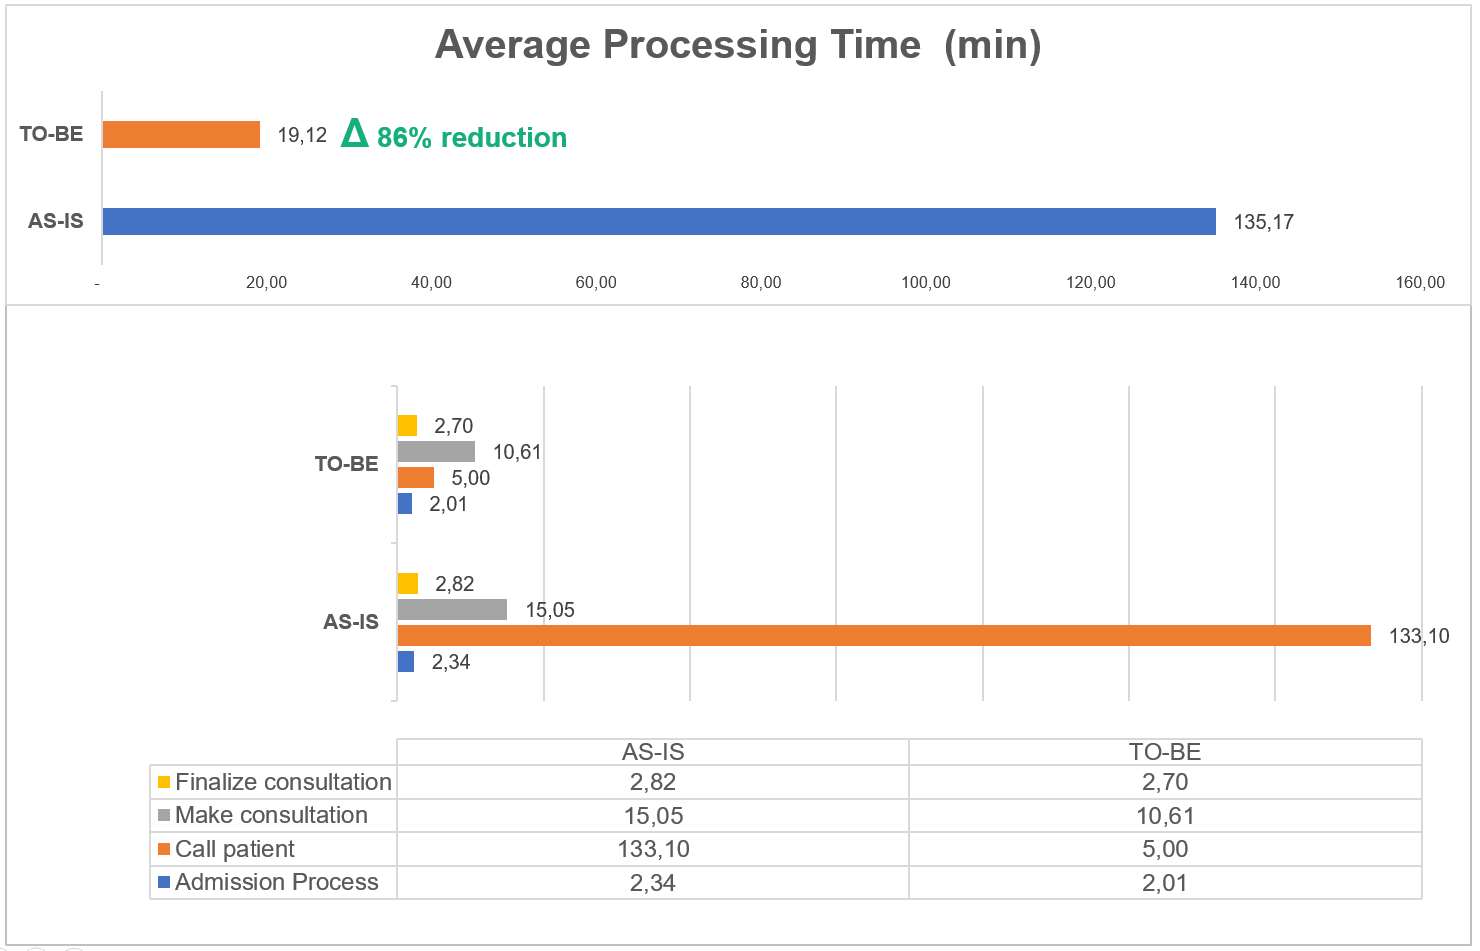 Average Processing Time (min)
TO-BE
19,12 Δ 86% reduction
AS-IS
135,17
- 20,00 40,00 60,00 80,00 100,00 120,00 140,00 160,00
2,70
10,61
TO-BE
5,00
2,01
2,82
15,05
AS-IS
133,10
2,34
AS-IS TO-BE
Finalize consultation 2,82 2,70
Make consultation 15,05 10,61
Call patient 133,10 5,00
Admission Process 2,34 2,01